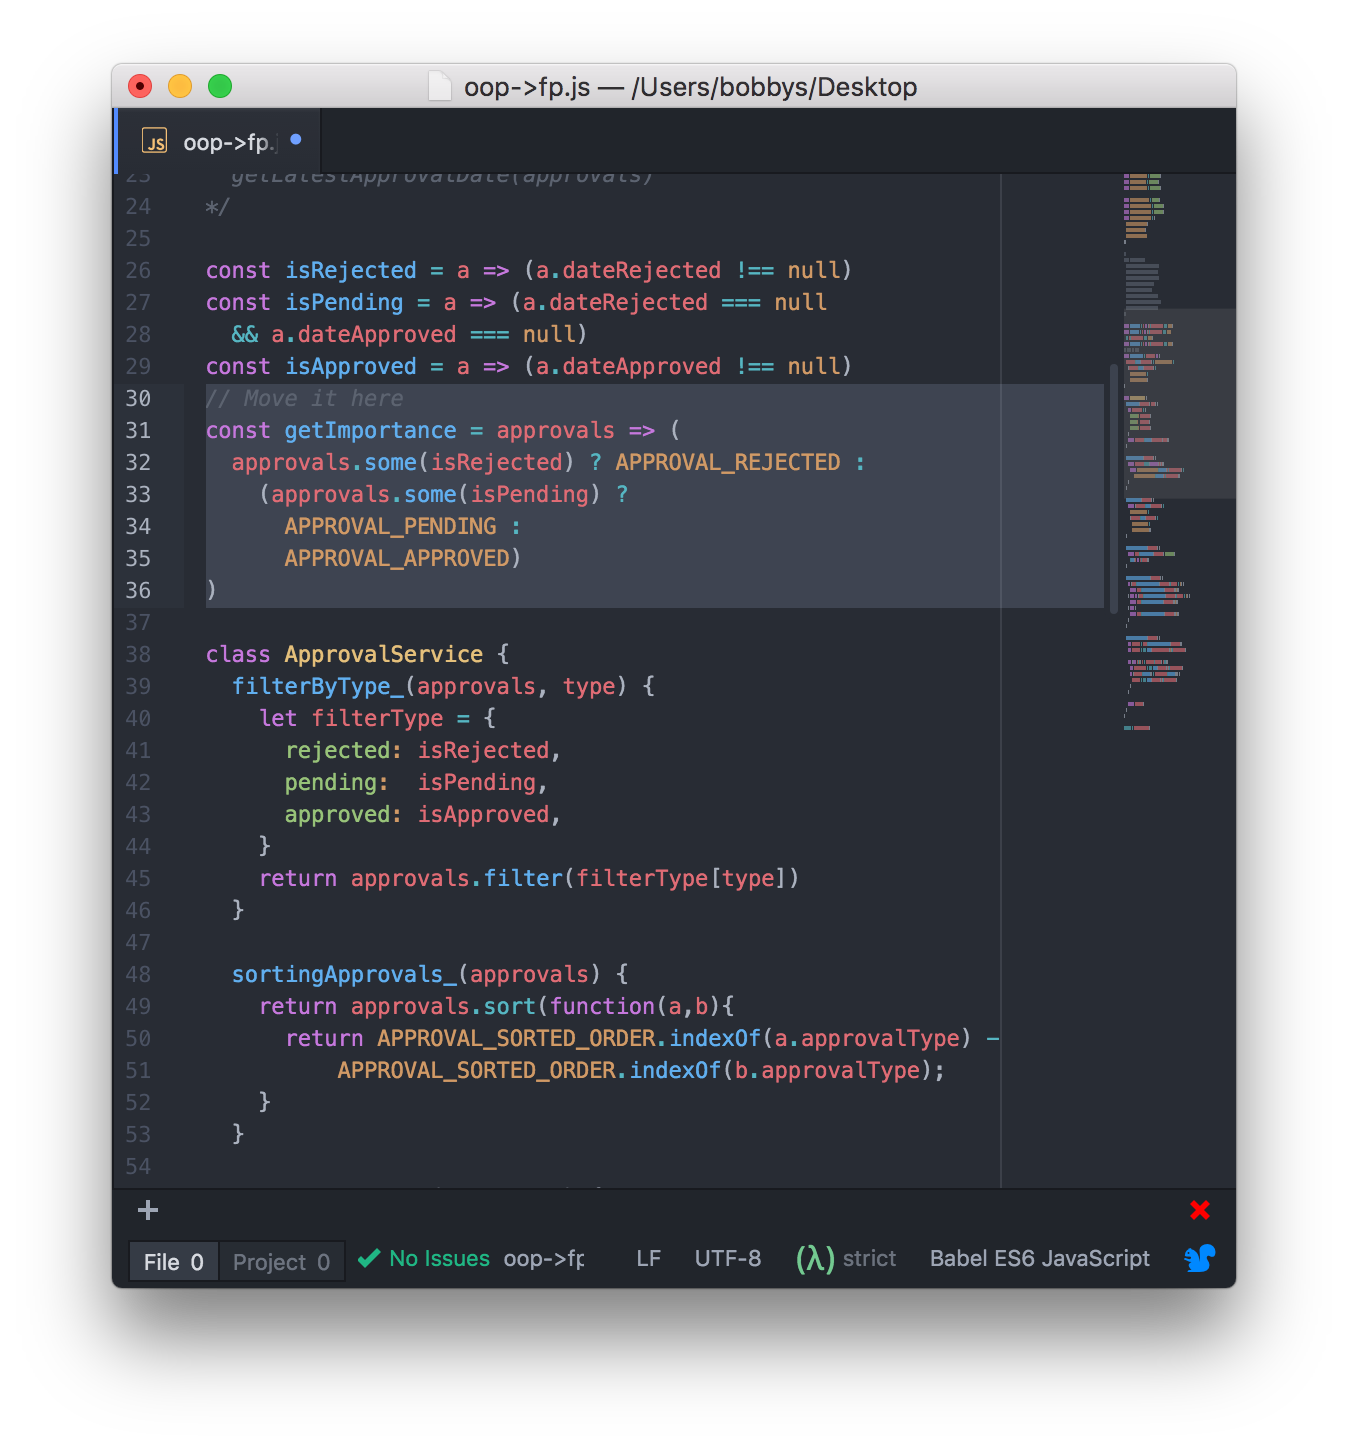 oop->fp.js — /Users/bobbys/Desktop
JS oop->fp.j
23 getLatestApprovalDate(approvals)
24 */
25
26 const isRejected = a => (a.dateRejected !== null)
27 const isPending = a => (a.dateRejected === null
28 && a.dateApproved === null)
29 const isApproved = a => (a.dateApproved !== null)
30 // Move it here
31 const getImportance = approvals => (
32 approvals.some(isRejected) ? APPROVAL_REJECTED :
33 (approvals.some(isPending) ?
34 APPROVAL_PENDING :
35 APPROVAL_APPROVED)
36 )
37
38 class ApprovalService {
39 filterByType_(approvals, type) {
40 let filterType = {
41 rejected: isRejected,
42 pending:  isPending,
43 approved: isApproved,
44 }
45 return approvals.filter(filterType[type])
46 }
47
48 sortingApprovals_(approvals) {
49 return approvals.sort(function(a,b){
50 return APPROVAL_SORTED_ORDER.indexOf(a.approvalType) -
51 APPROVAL_SORTED_ORDER.indexOf(b.approvalType);
52 }
53 }
54
File 0 Project 0 No Issues oop->fp LF UTF-8 (λ) strict Babel ES6 JavaScript